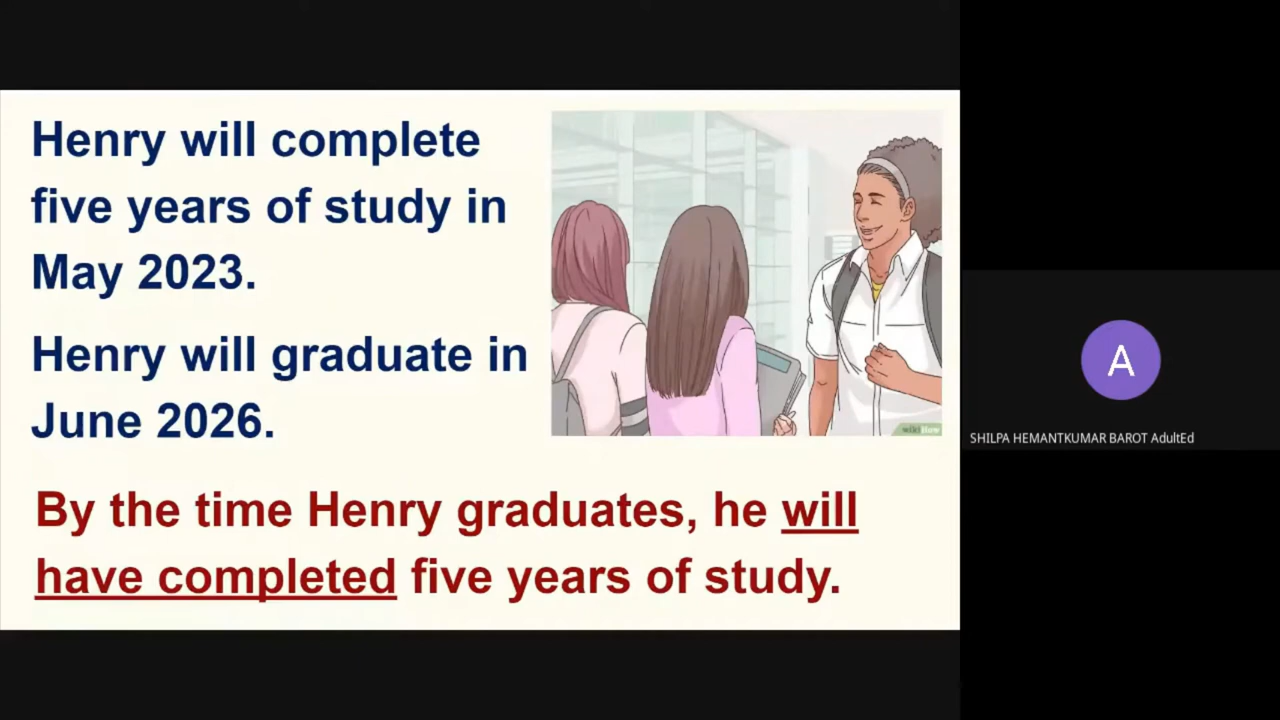 Henry will complete
five years of study in
May 2023.
Henry will graduate in
June 2026.
By the time Henry graduates, he will
have completed five years of study.
wikiHow
A
SHILPA HEMANTKUMAR BAROT AdultEd